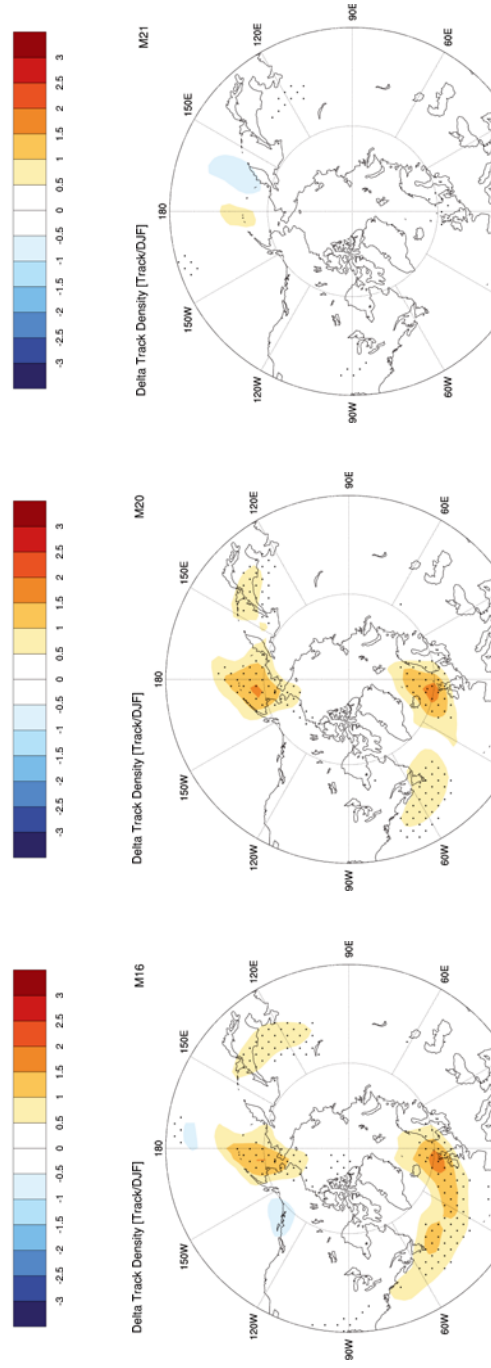 -3 -2.5 -2 -1.5 -1 -0.5 0 0.5 1 1.5 2 2.5 3
Delta Track Density [Track/DJF] M16
180
150W 150E
120W 120E
90W 90E
60W 60E
-3 -2.5 -2 -1.5 -1 -0.5 0 0.5 1 1.5 2 2.5 3
Delta Track Density [Track/DJF] M20
180
150W 150E
120W 120E
90W 90E
60W 60E
-3 -2.5 -2 -1.5 -1 -0.5 0 0.5 1 1.5 2 2.5 3
Delta Track Density [Track/DJF] M21
180
150W 150E
120W 120E
90W 90E
60W 60E